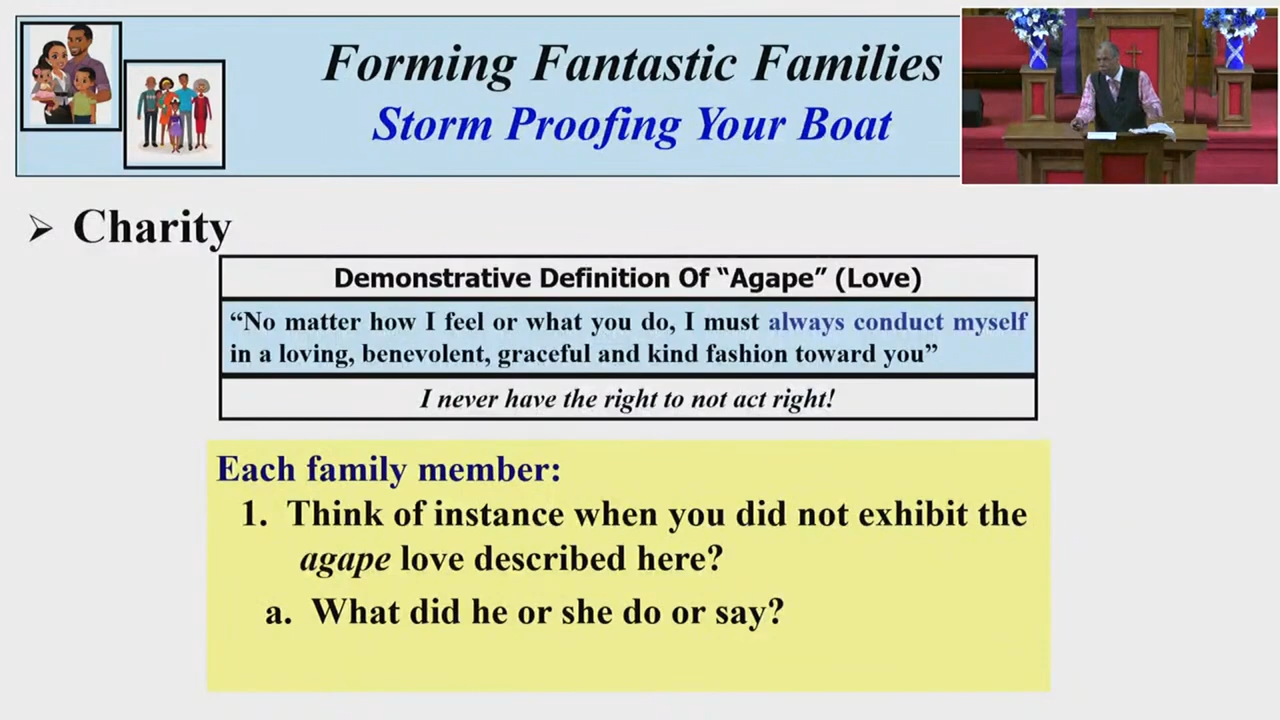 Forming Fantastic Families
Storm Proofing Your Boat
➢ Charity
Demonstrative Definition Of “Agape” (Love)
“No matter how I feel or what you do, I must always conduct myself
in a loving, benevolent, graceful and kind fashion toward you”
I never have the right to not act right!
Each family member:
1. Think of instance when you did not exhibit the
agape love described here?
a. What did he or she do or say?